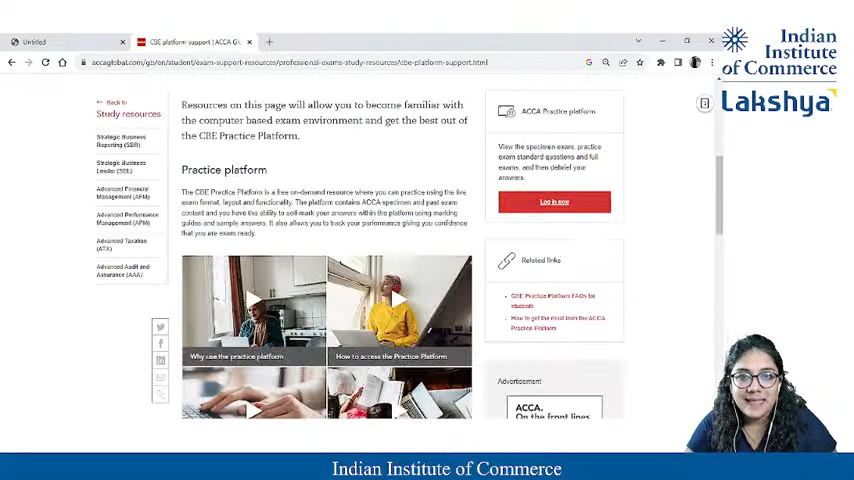 Untitled
CBE platform support | ACCA Gl
accaglobal.com/gb/en/student/exam-support-resources/professional-exams-study-resources/cbe-platform-support.html
Indian
Institute
of Commerce
Lakshya
Back to
Study resources
Strategic Business
Reporting (SBR)
Strategic Business
Leader (SBL)
Advanced Financial
Management (AFM)
Advanced Performance
Management (APM)
Advanced Taxation
(ATX)
Advanced Audit and
Assurance (AAA)
Resources on this page will allow you to become familiar with
the computer based exam environment and get the best out of
the CBE Practice Platform.
Practice platform
The CBE Practice Platform is a free on-demand resource where you can practice using the live
exam format, layout and functionality. The platform contains ACCA specimen and past exam
content and you have the ability to self-mark your answers within the platform using marking
guides and sample answers. It also allows you to track your performance giving you confidence
that you are exam ready.
Why use the practice platform
How to access the Practice Platform
ACCA Practice platform
View the specimen exam, practice
exam standard questions and full
exams, and then debrief your
answers.
Log in now
Related links
CBE Practice Platform FAQs for
students
How to get the most from the ACCA
Practice Platform
Advertisement
ACCA.
On the front lines
Indian Institute of Commerce